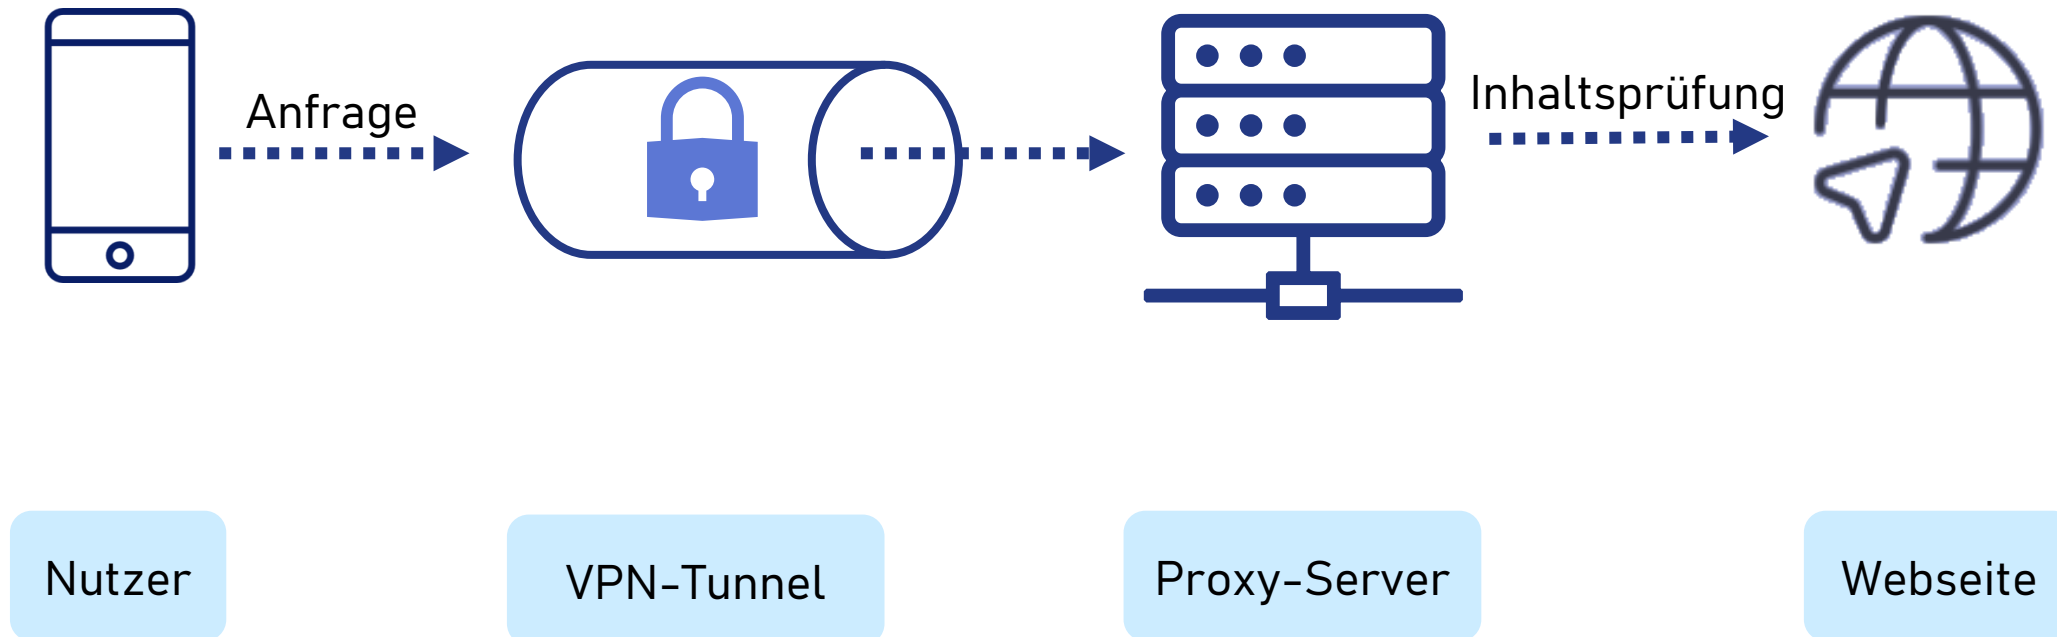 Anfrage
Inhaltsprüfung
Nutzer
VPN-Tunnel
Proxy-Server
Webseite